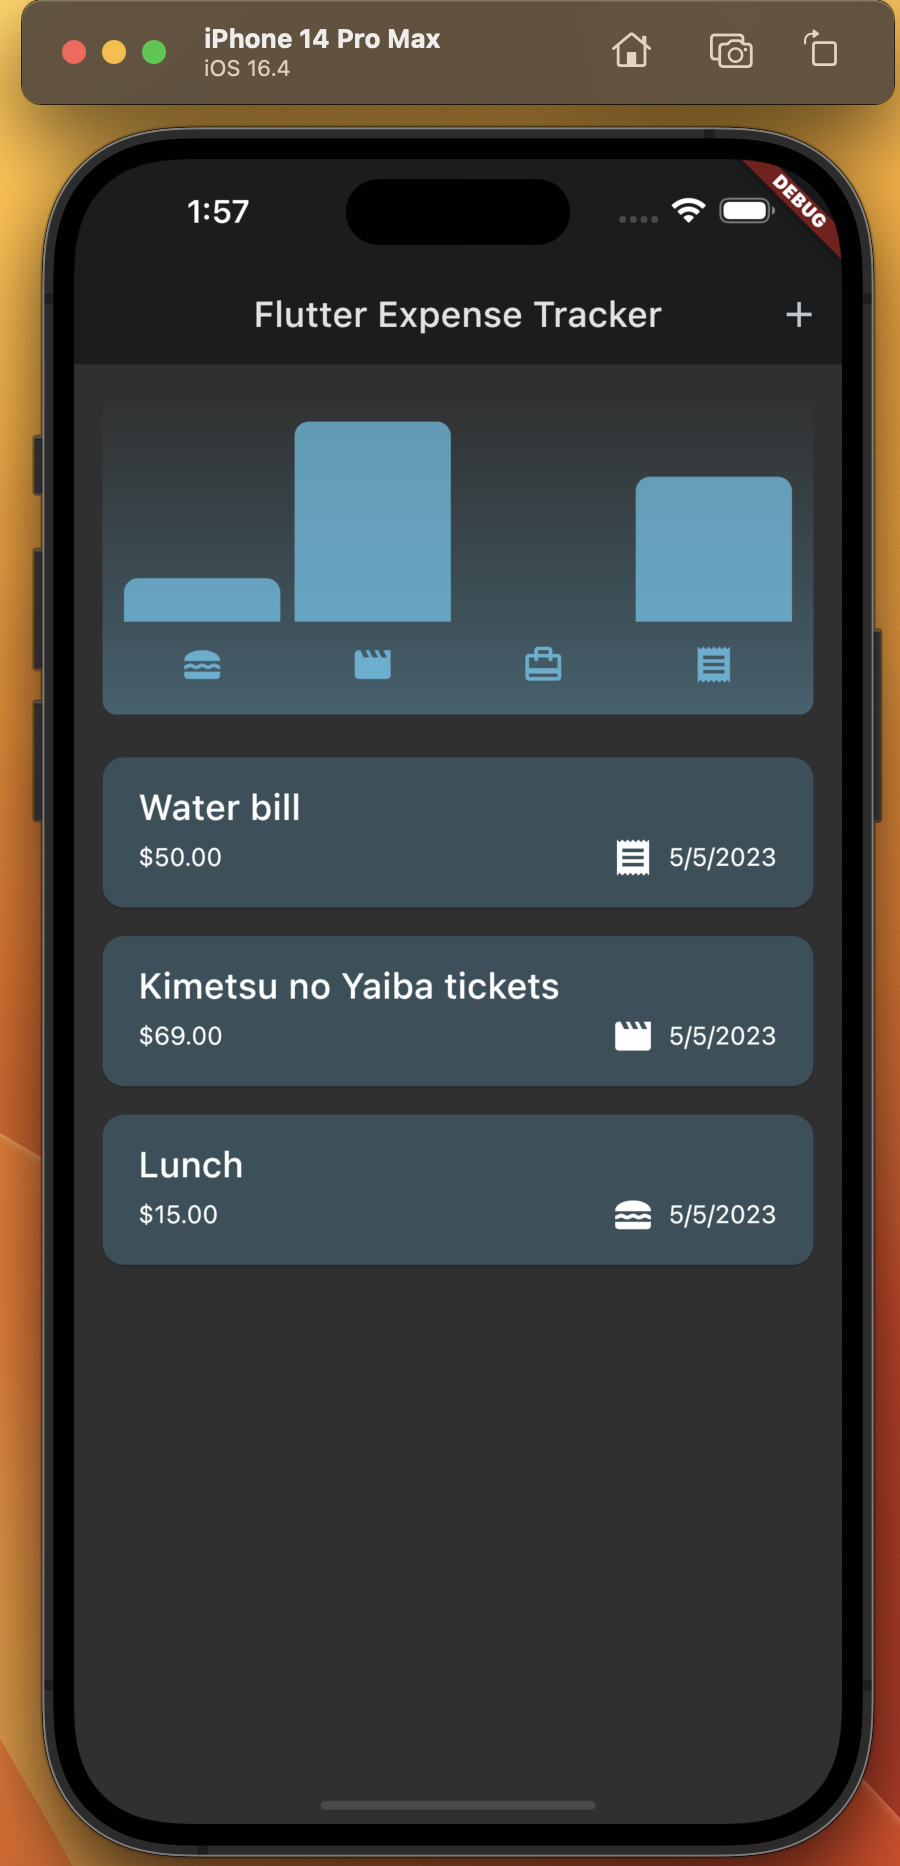 iPhone 14 Pro Max
iOS 16.4
1:57
DEBUG
Flutter Expense Tracker
Water bill
$50.00
5/5/2023
Kimetsu no Yaiba tickets
$69.00
5/5/2023
Lunch
$15.00
5/5/2023